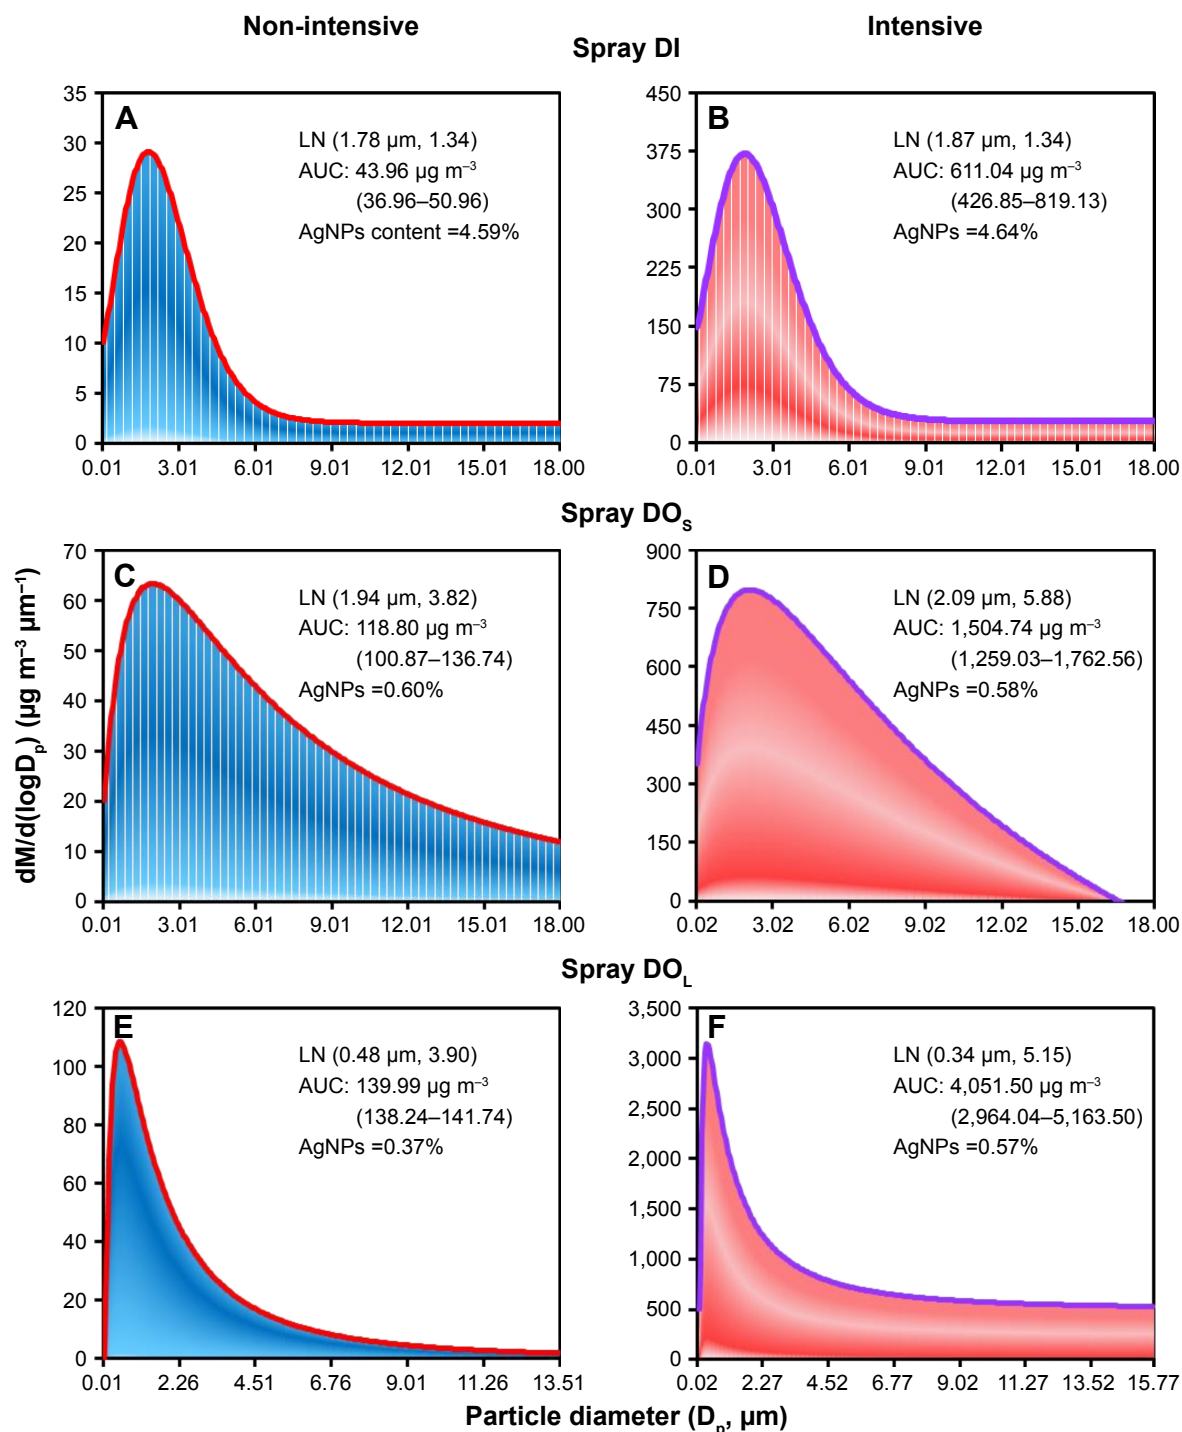 Non-intensive
Intensive
Spray DI
A
LN (1.78 µm, 1.34)
AUC: 43.96 µg m⁻³
(36.96–50.96)
AgNPs content =4.59%
35
30
25
20
15
10
5
0
0.01 3.01 6.01 9.01 12.01 15.01 18.00
B
LN (1.87 µm, 1.34)
AUC: 611.04 µg m⁻³
(426.85–819.13)
AgNPs =4.64%
450
375
300
225
150
75
0
0.01 3.01 6.01 9.01 12.01 15.01 18.00
Spray DOₛ
dM/d(logDₚ) (µg m⁻³ µm⁻¹)
C
LN (1.94 µm, 3.82)
AUC: 118.80 µg m⁻³
(100.87–136.74)
AgNPs =0.60%
70
60
50
40
30
20
10
0
0.01 3.01 6.01 9.01 12.01 15.01 18.00
D
LN (2.09 µm, 5.88)
AUC: 1,504.74 µg m⁻³
(1,259.03–1,762.56)
AgNPs =0.58%
900
750
600
450
300
150
0
0.02 3.02 6.02 9.02 12.02 15.02 18.00
Spray DO_L
E
LN (0.48 µm, 3.90)
AUC: 139.99 µg m⁻³
(138.24–141.74)
AgNPs =0.37%
120
100
80
60
40
20
0
0.01 2.26 4.51 6.76 9.01 11.26 13.51
F
LN (0.34 µm, 5.15)
AUC: 4,051.50 µg m⁻³
(2,964.04–5,163.50)
AgNPs =0.57%
3,500
3,000
2,500
2,000
1,500
1,000
500
0
0.02 2.27 4.52 6.77 9.02 11.27 13.52 15.77
Particle diameter (Dₚ, µm)